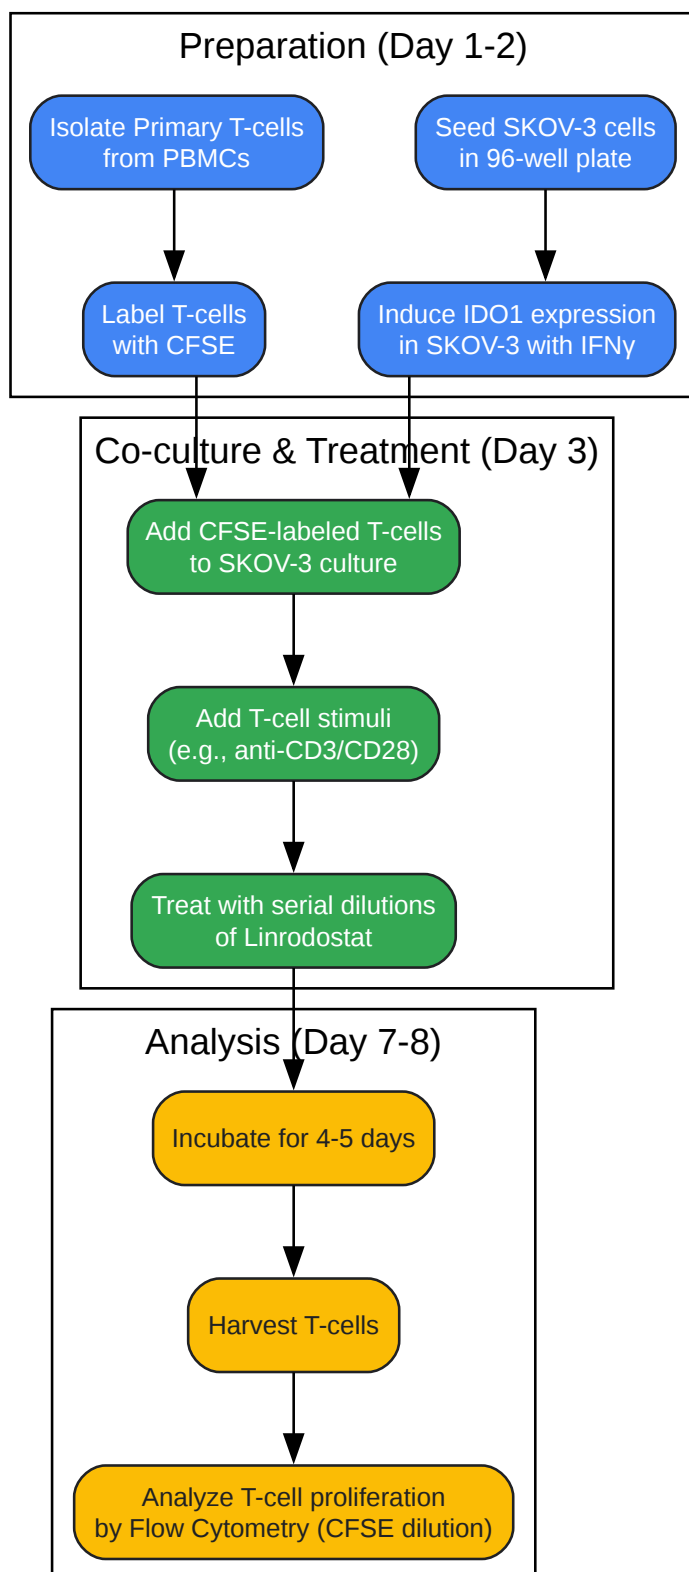 Preparation (Day 1-2)
Isolate Primary T-cells
from PBMCs
Seed SKOV-3 cells
in 96-well plate
Label T-cells
with CFSE
Induce IDO1 expression
in SKOV-3 with IFNγ
Co-culture & Treatment (Day 3)
Add CFSE-labeled T-cells
to SKOV-3 culture
Add T-cell stimuli
(e.g., anti-CD3/CD28)
Treat with serial dilutions
of Linrodostat
Analysis (Day 7-8)
Incubate for 4-5 days
Harvest T-cells
Analyze T-cell proliferation
by Flow Cytometry (CFSE dilution)